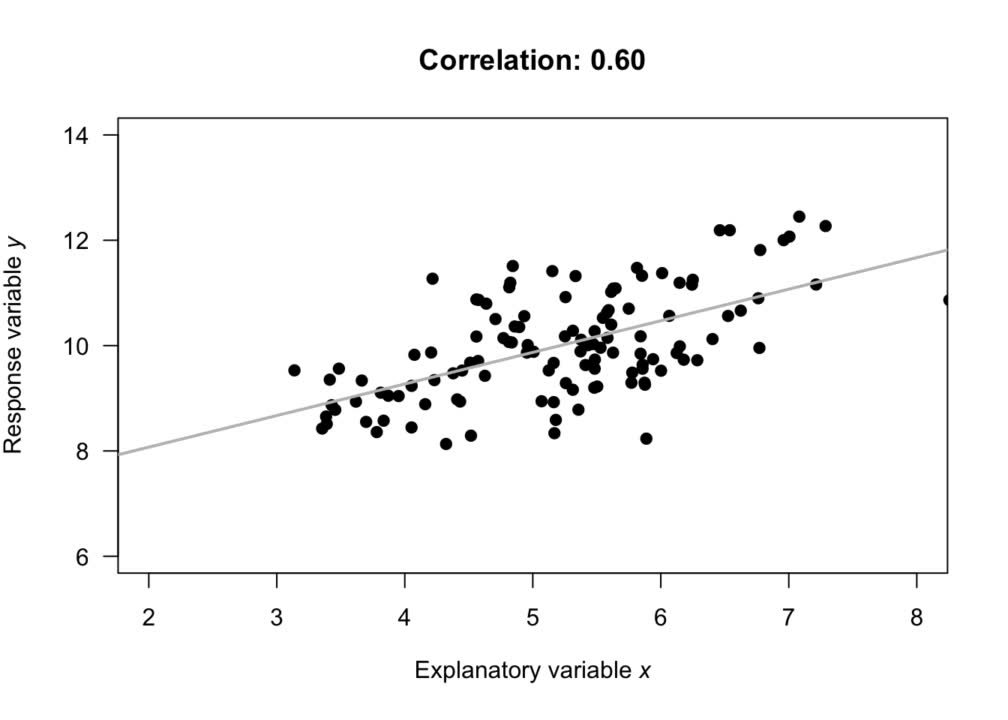 Correlation: 0.60
14
12
10
8
6
Response variable y
2 3 4 5 6 7 8
Explanatory variable x